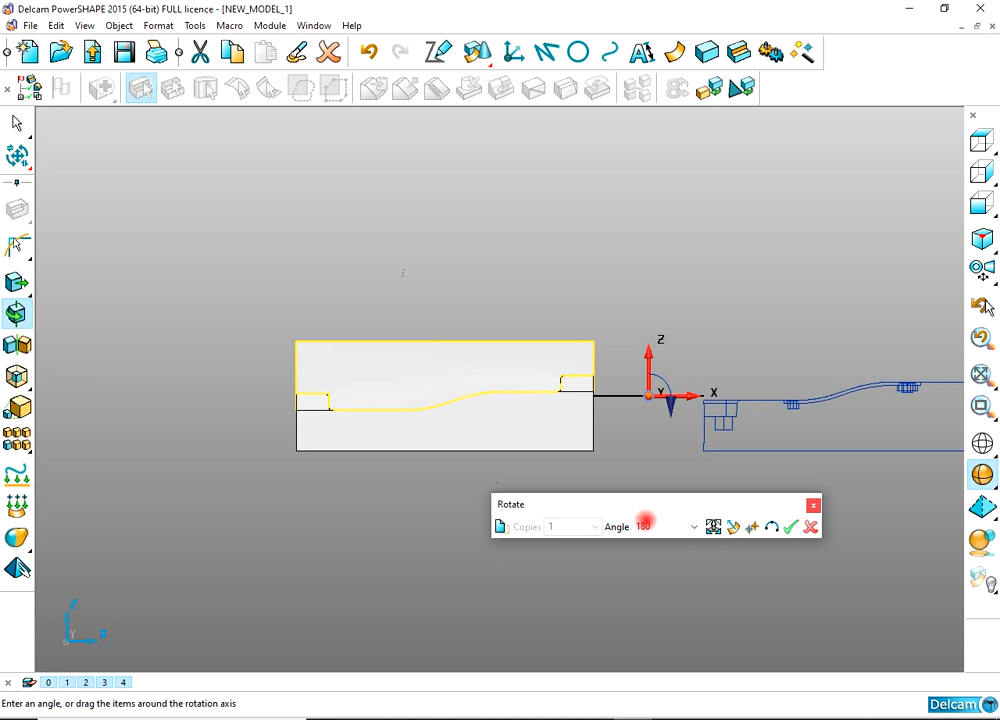 Delcam PowerSHAPE 2015 (64-bit) FULL licence - [NEW_MODEL_1]
File Edit View Object Format Tools Macro Module Window Help
Z
Y X
Rotate
Copies 1 Angle 180
Z
Y X
0 1 2 3 4
Enter an angle, or drag the items around the rotation axis
Delcam